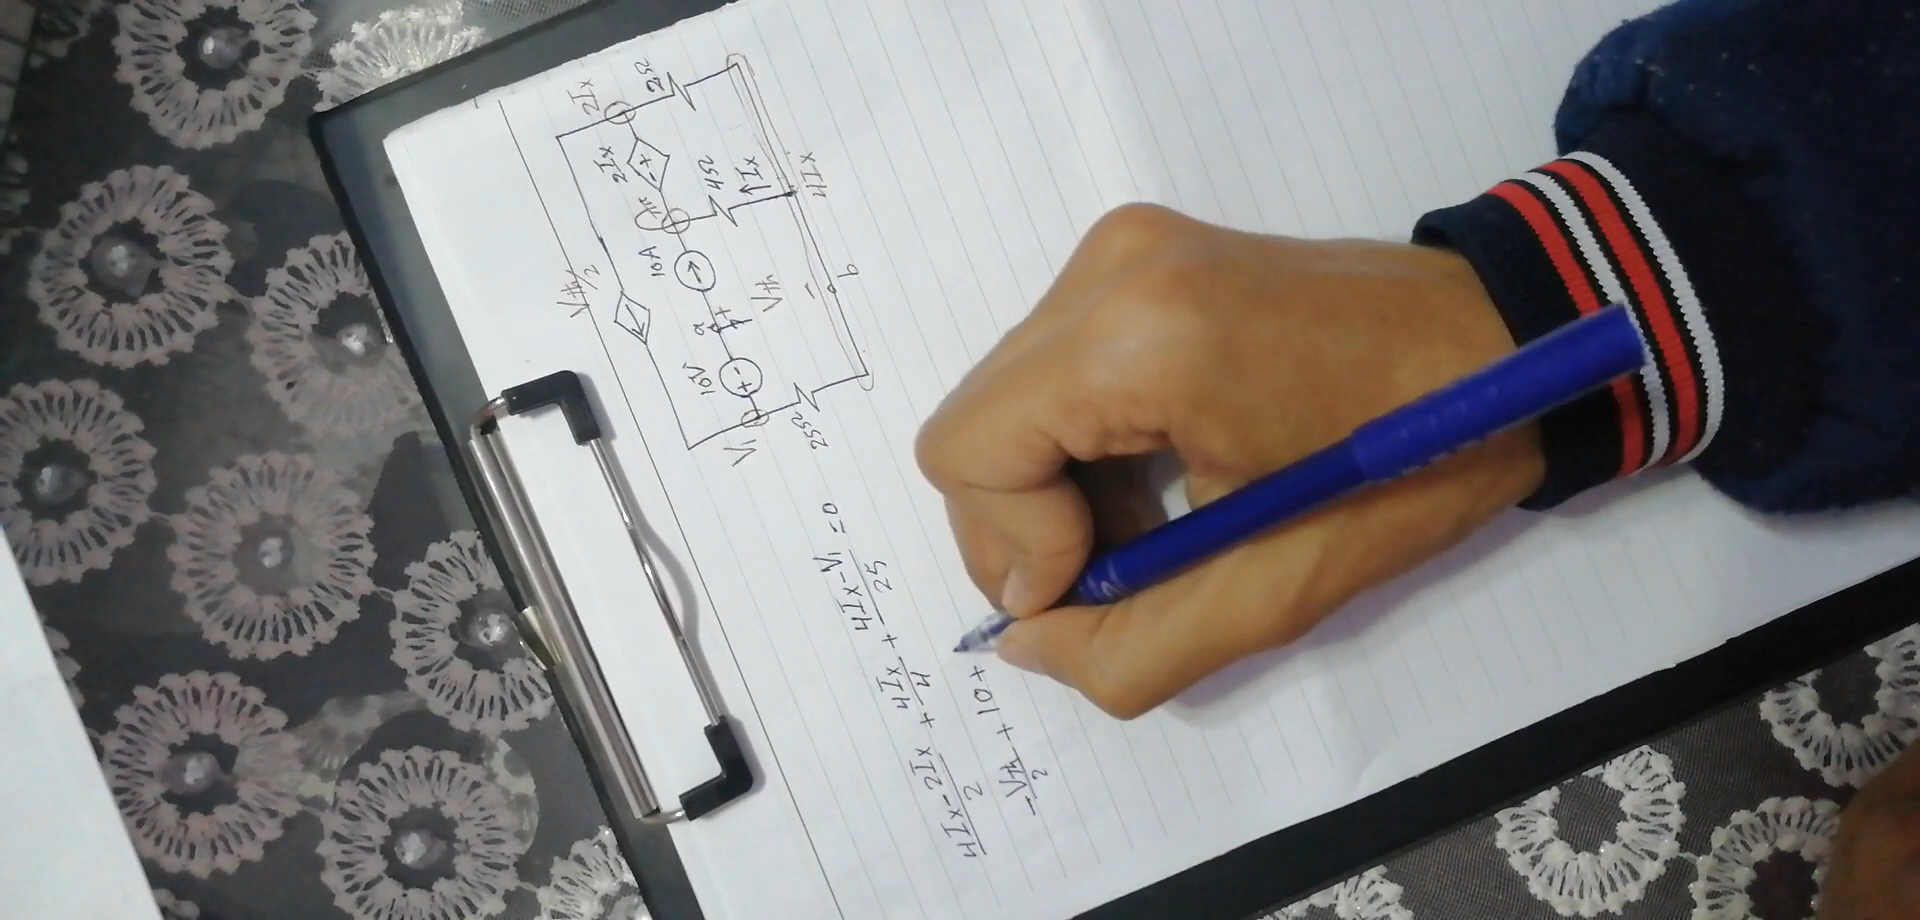 Vth/2
2Ix
2Ix
10A
a
10V
V1
2Ω
4Ω
Ix
+
Vth
-
25Ω
4Ix
b
4Ix-2Ix/2 + 4Ix/4 + 4Ix-V1/25 = 0
-Vth/2 + 10 +